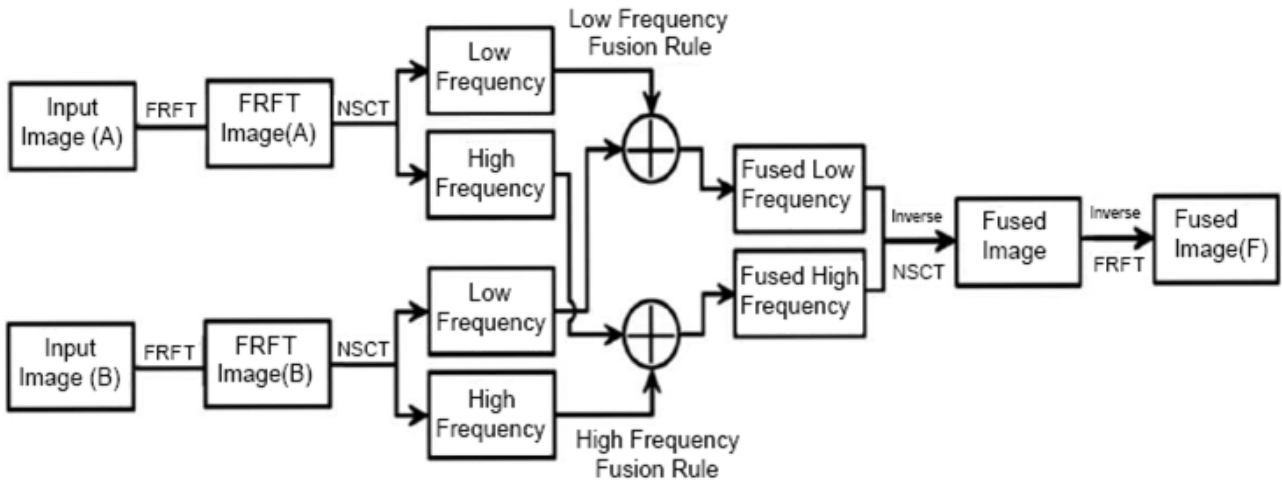 Low Frequency
Fusion Rule
Input
Image (A)
FRFT
FRFT
Image(A)
NSCT
Low
Frequency
High
Frequency
Fused Low
Frequency
Inverse
NSCT
Fused
Image
Inverse
FRFT
Fused
Image(F)
Fused High
Frequency
Input
Image (B)
FRFT
FRFT
Image(B)
NSCT
Low
Frequency
High
Frequency
High Frequency
Fusion Rule